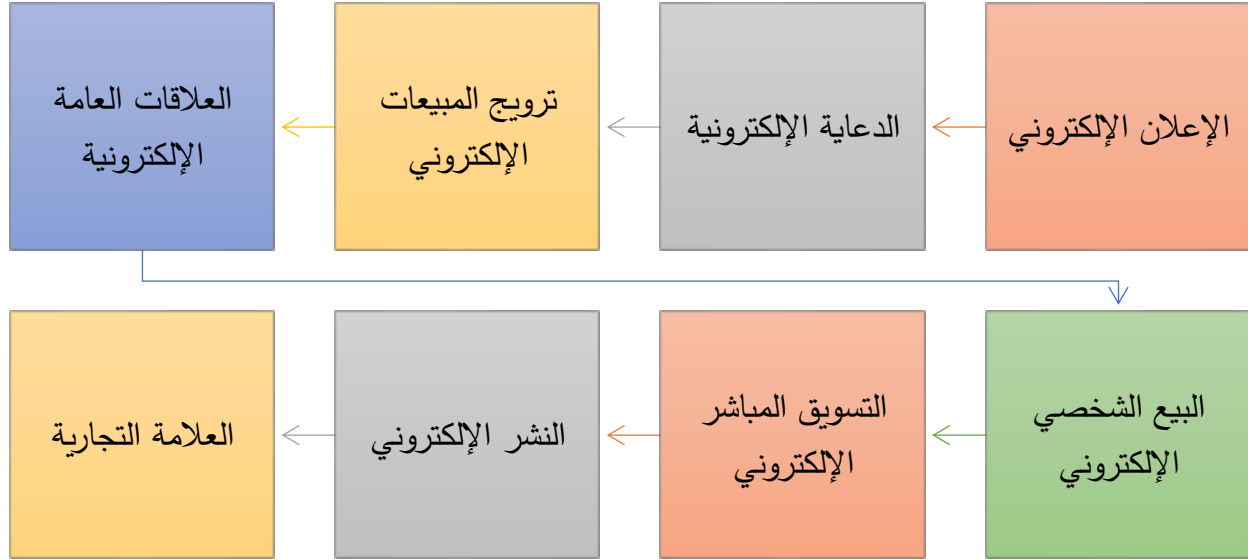 الإعلان الإلكتروني
الدعاية الإلكترونية
ترويج المبيعات
الإلكتروني
العلاقات العامة
الإلكترونية
البيع الشخصي
الإلكتروني
التسويق المباشر
الإلكتروني
النشر الإلكتروني
العلامة التجارية